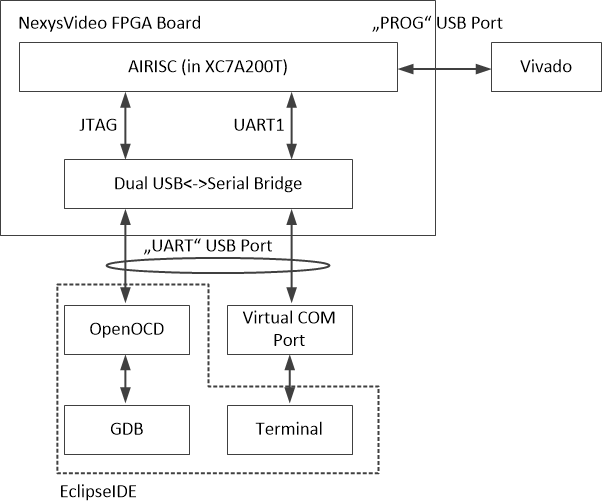 NexysVideo FPGA Board
„PROG“ USB Port
AIRISC (in XC7A200T)
Vivado
JTAG
UART1
Dual USB<->Serial Bridge
„UART“ USB Port
OpenOCD
Virtual COM
Port
GDB
Terminal
EclipseIDE